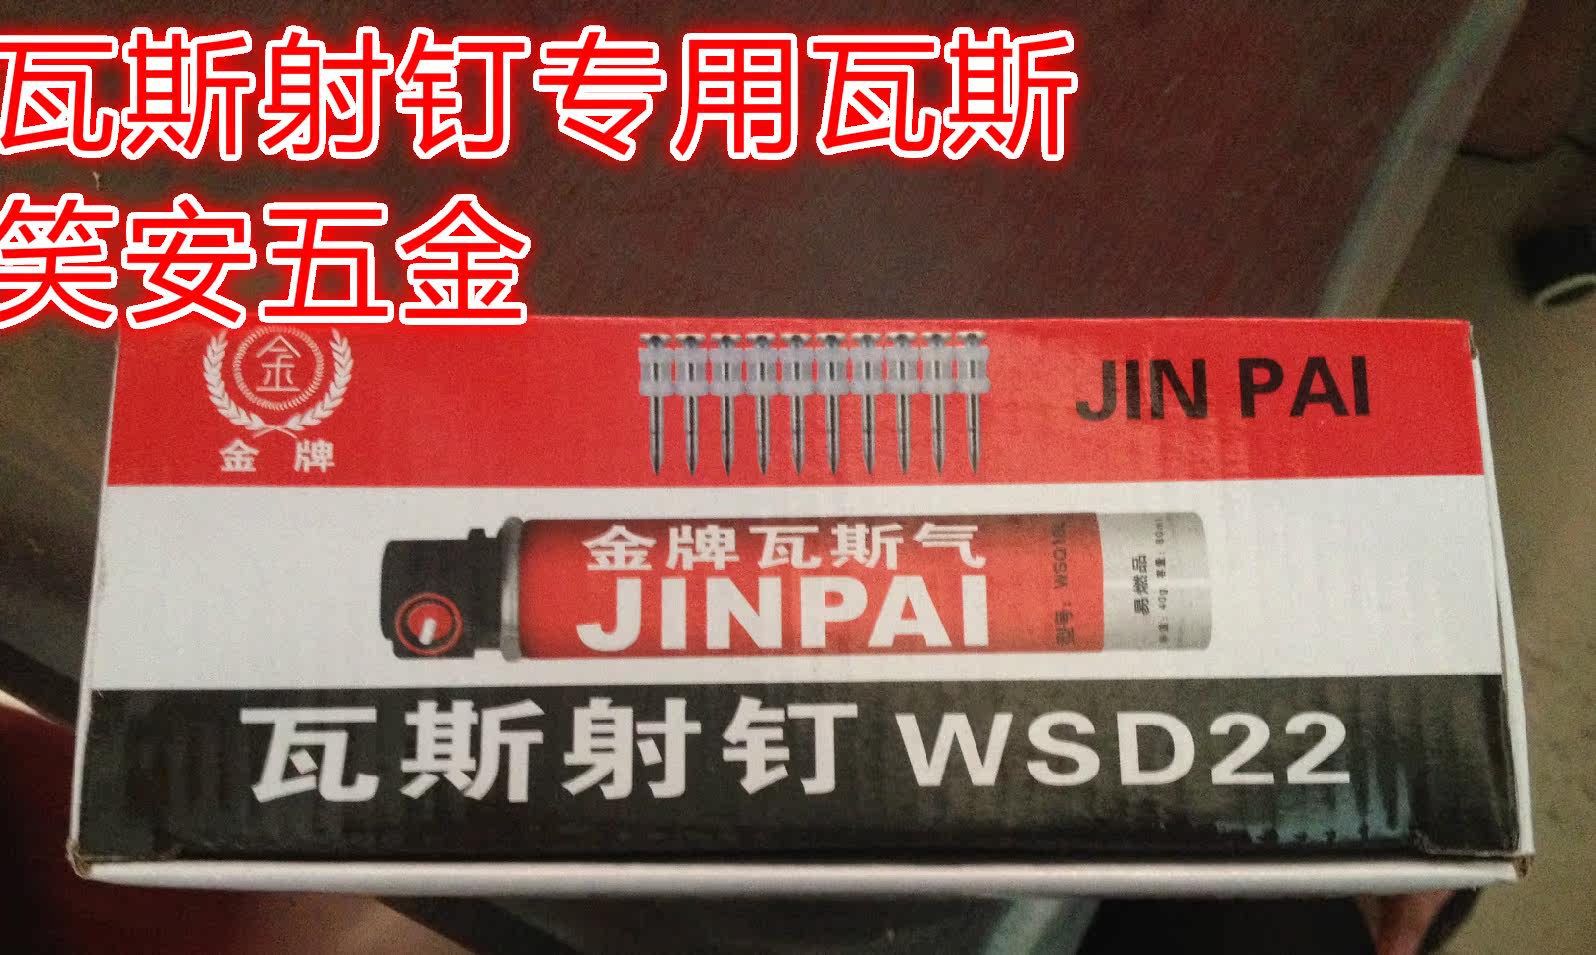 瓦斯射钉专用瓦斯
笑安五金
金
金牌
JIN PAI
金牌瓦斯气
JINPAI
易燃品
瓦斯射钉 WSD22